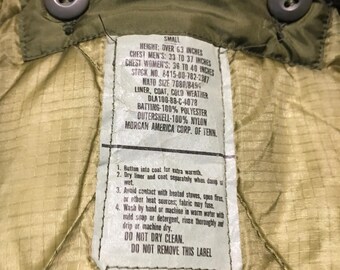 SMALL
HEIGHT: OVER 63 INCHES
CHEST MEN'S: 33 TO 37 INCHES
CHEST WOMEN'S: 36 TO 40 INCHES
STOCK NO. 8415-00-782-2887
NATO SIZE 7080/8494
LINER, COAT, COLD WEATHER
DLA100-88-C-4070
BATTING-100% POLYESTER
OUTERSHELL-100% NYLON
MORGAN AMERICA CORP. OF TENN.
1. Button into coat for extra warmth.
2. Dry liner and coat, separately when damp or
wet.
3. Avoid contact with heated stoves, open fires,
or other heat sources; fabric may fuse.
4. Wash by hand or machine in warm water with
mild soap or detergent, rinse thoroughly and
drip or machine dry.
DO NOT DRY CLEAN.
DO NOT REMOVE THIS LABEL